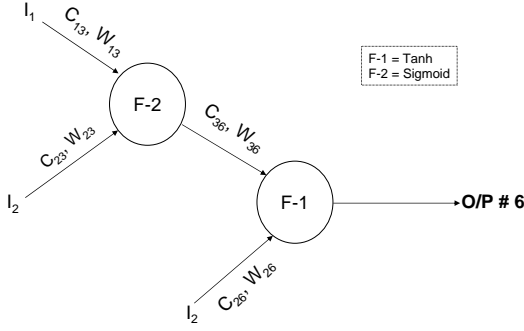 I₁
C₁₃, W₁₃
F-1 = Tanh
F-2 = Sigmoid
F-2
C₂₃, W₂₃
C₃₆, W₃₆
I₂
F-1
O/P # 6
C₂₆, W₂₆
I₂